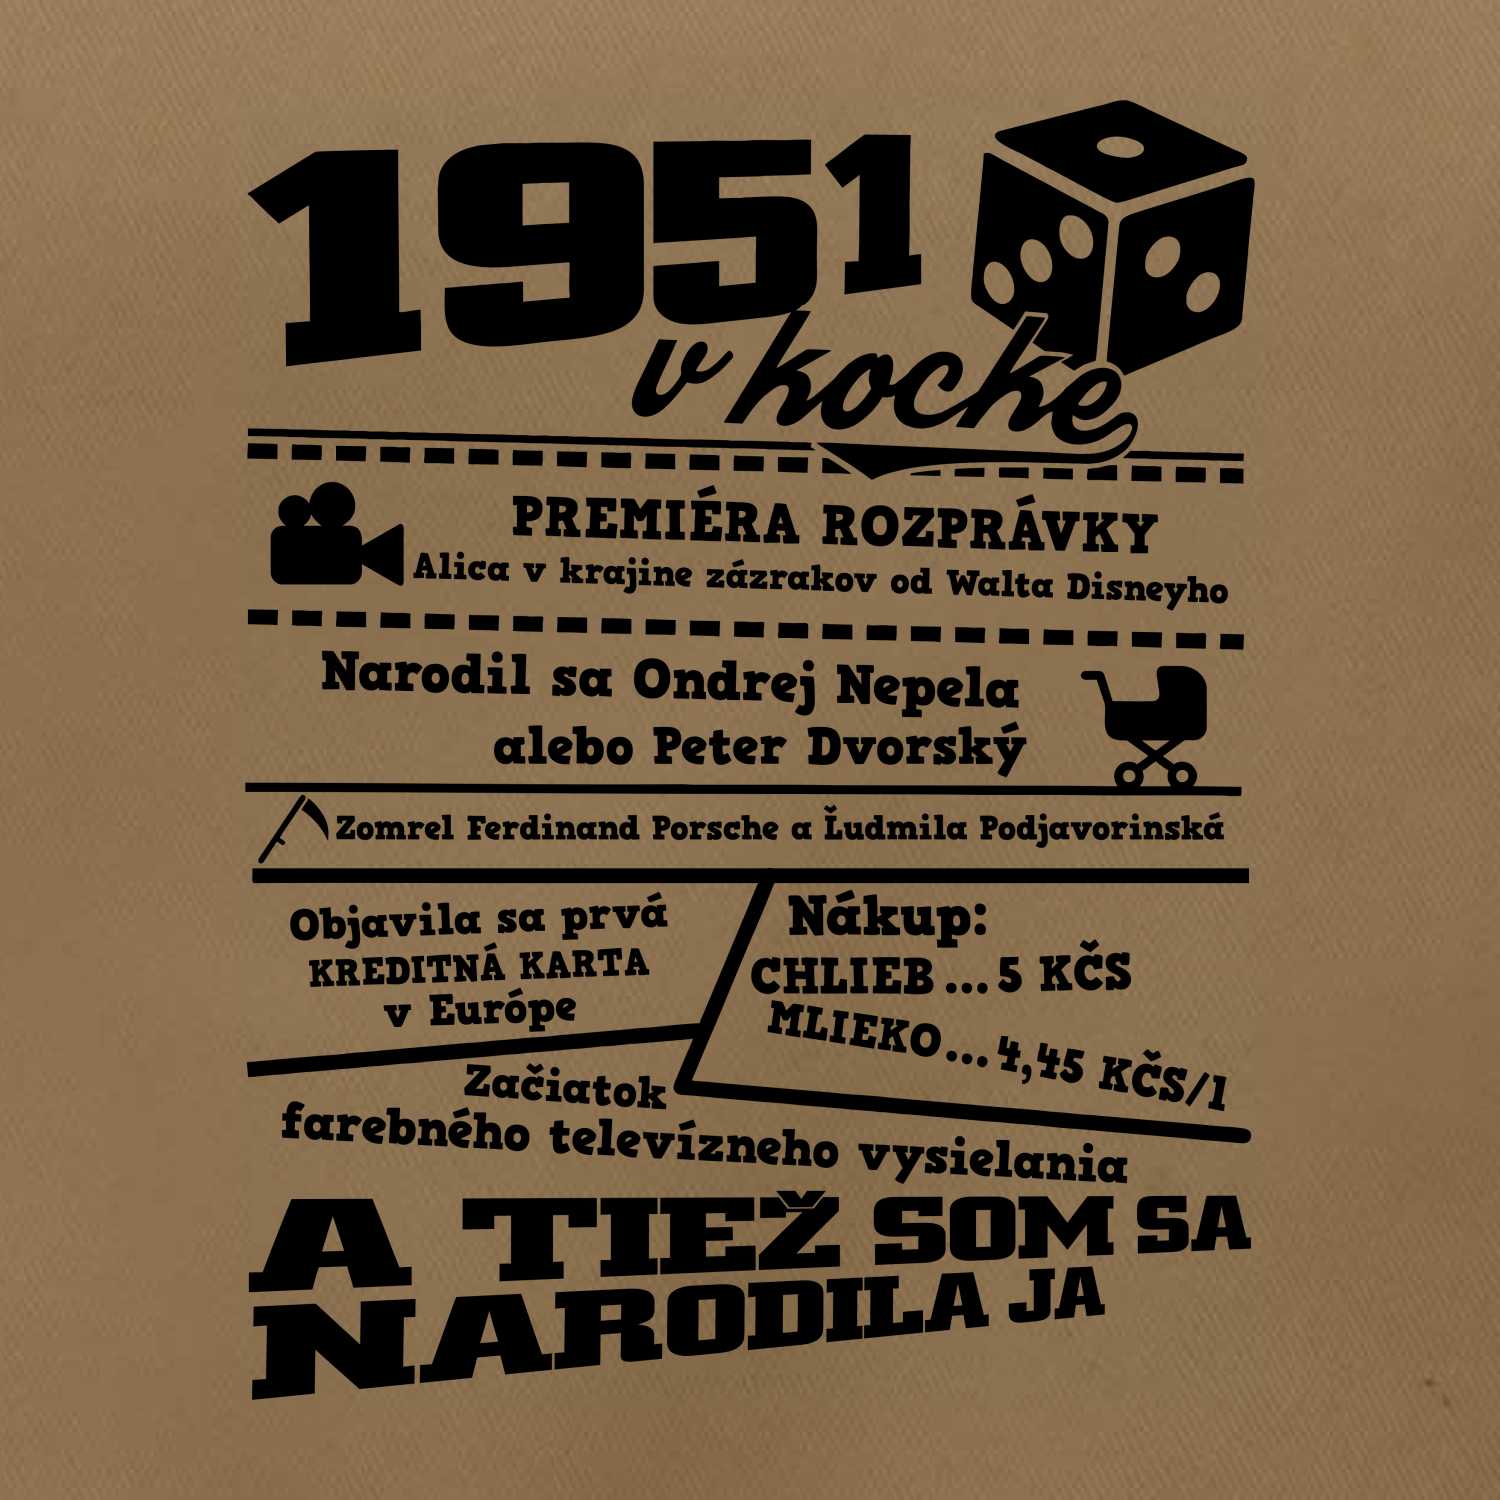 1951
v kocke
PREMIÉRA ROZPRÁVKY
Alica v krajine zázrakov od Walta Disneyho
Narodil sa Ondrej Nepela
alebo Peter Dvorský
Zomrel Ferdinand Porsche a Ľudmila Podjavorinská
Objavila sa prvá
KREDITNÁ KARTA
v Európe
Nákup:
CHLIEB...5 KČS
MLIEKO...4,45 KČS/l
Začiatok
farebného televízneho vysielania
A TIEŽ SOM SA
NARODILA JA